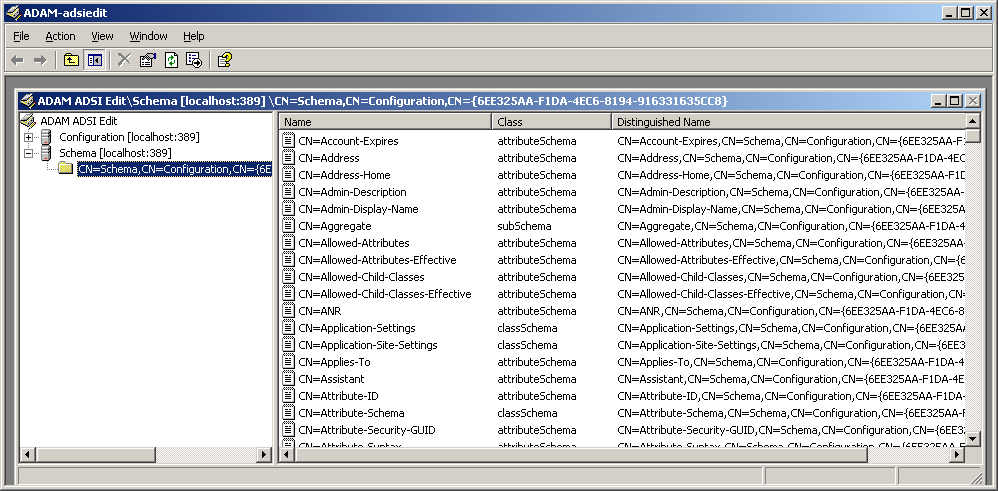 ADAM-adsiedit
File Action View Window Help
ADAM ADSI Edit\Schema [localhost:389] \CN=Schema,CN=Configuration,CN={6EE325AA-F1DA-4EC6-8194-916331635CC8}
ADAM ADSI Edit
Configuration [localhost:389]
Schema [localhost:389]
CN=Schema,CN=Configuration,CN={6E
Name Class Distinguished Name
CN=Account-Expires attributeSchema CN=Account-Expires,CN=Schema,CN=Configuration,CN={6EE325AA-F
CN=Address attributeSchema CN=Address,CN=Schema,CN=Configuration,CN={6EE325AA-F1DA-4EC
CN=Address-Home attributeSchema CN=Address-Home,CN=Schema,CN=Configuration,CN={6EE325AA-F1D
CN=Admin-Description attributeSchema CN=Admin-Description,CN=Schema,CN=Configuration,CN={6EE325AA-
CN=Admin-Display-Name attributeSchema CN=Admin-Display-Name,CN=Schema,CN=Configuration,CN={6EE325A
CN=Aggregate subSchema CN=Aggregate,CN=Schema,CN=Configuration,CN={6EE325AA-F1DA-4
CN=Allowed-Attributes attributeSchema CN=Allowed-Attributes,CN=Schema,CN=Configuration,CN={6EE325AA-
CN=Allowed-Attributes-Effective attributeSchema CN=Allowed-Attributes-Effective,CN=Schema,CN=Configuration,CN={6
CN=Allowed-Child-Classes attributeSchema CN=Allowed-Child-Classes,CN=Schema,CN=Configuration,CN={6EE325
CN=Allowed-Child-Classes-Effective attributeSchema CN=Allowed-Child-Classes-Effective,CN=Schema,CN=Configuration,CN=
CN=ANR attributeSchema CN=ANR,CN=Schema,CN=Configuration,CN={6EE325AA-F1DA-4EC6-8
CN=Application-Settings classSchema CN=Application-Settings,CN=Schema,CN=Configuration,CN={6EE325AA
CN=Application-Site-Settings classSchema CN=Application-Site-Settings,CN=Schema,CN=Configuration,CN={6EE3
CN=Applies-To attributeSchema CN=Applies-To,CN=Schema,CN=Configuration,CN={6EE325AA-F1DA-4
CN=Assistant attributeSchema CN=Assistant,CN=Schema,CN=Configuration,CN={6EE325AA-F1DA-4E
CN=Attribute-ID attributeSchema CN=Attribute-ID,CN=Schema,CN=Configuration,CN={6EE325AA-F1DA-
CN=Attribute-Schema classSchema CN=Attribute-Schema,CN=Schema,CN=Configuration,CN={6EE325AA-F
CN=Attribute-Security-GUID attributeSchema CN=Attribute-Security-GUID,CN=Schema,CN=Configuration,CN={6EE3
CN=Attribute-Syntax attributeSchema CN=Attribute-Syntax,CN=Schema,CN=Configuration,CN={6EE325AA-F